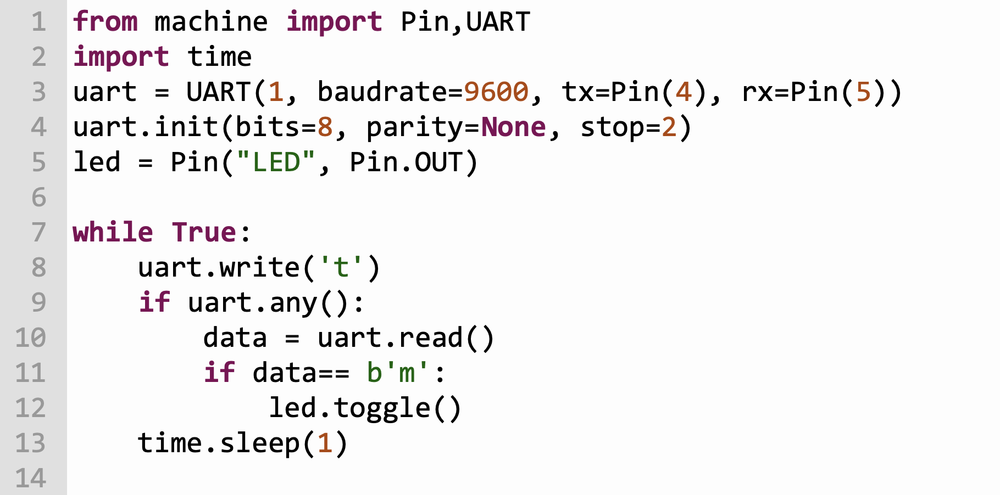 1 from machine import Pin,UART
2 import time
3 uart = UART(1, baudrate=9600, tx=Pin(4), rx=Pin(5))
4 uart.init(bits=8, parity=None, stop=2)
5 led = Pin("LED", Pin.OUT)
6
7 while True:
8     uart.write('t')
9     if uart.any():
10         data = uart.read()
11         if data== b'm':
12             led.toggle()
13     time.sleep(1)
14